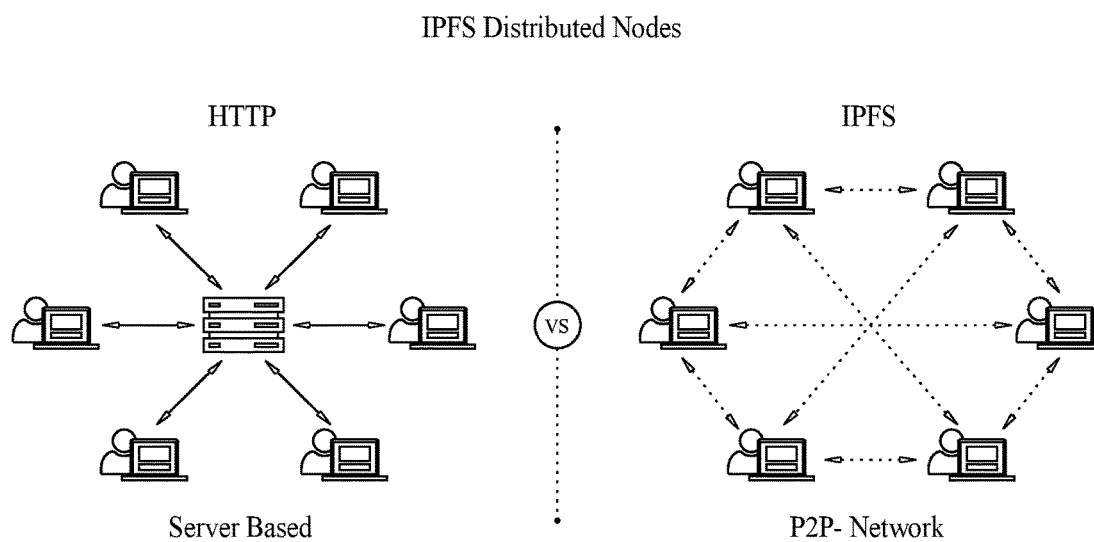 IPFS Distributed Nodes
HTTP
IPFS
VS
Server Based
P2P- Network